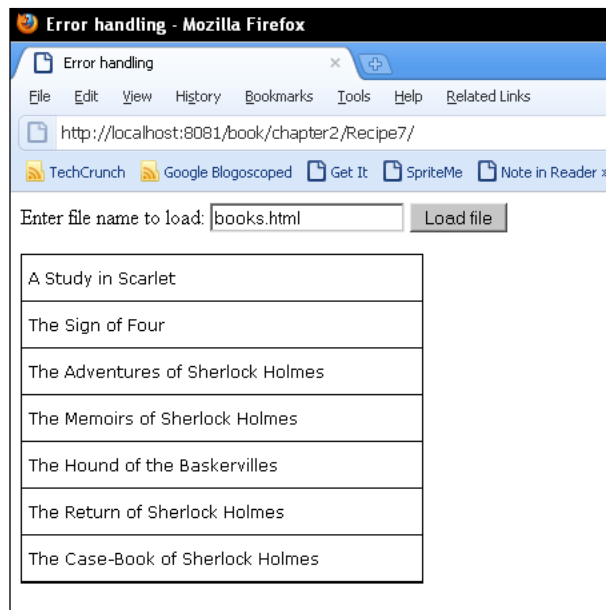 Error handling - Mozilla Firefox
Error handling
File Edit View History Bookmarks Tools Help Related Links
http://localhost:8081/book/chapter2/Recipe7/
TechCrunch Google Blogoscoped Get It SpriteMe Note in Reader »
Enter file name to load: books.html Load file
A Study in Scarlet
The Sign of Four
The Adventures of Sherlock Holmes
The Memoirs of Sherlock Holmes
The Hound of the Baskervilles
The Return of Sherlock Holmes
The Case-Book of Sherlock Holmes